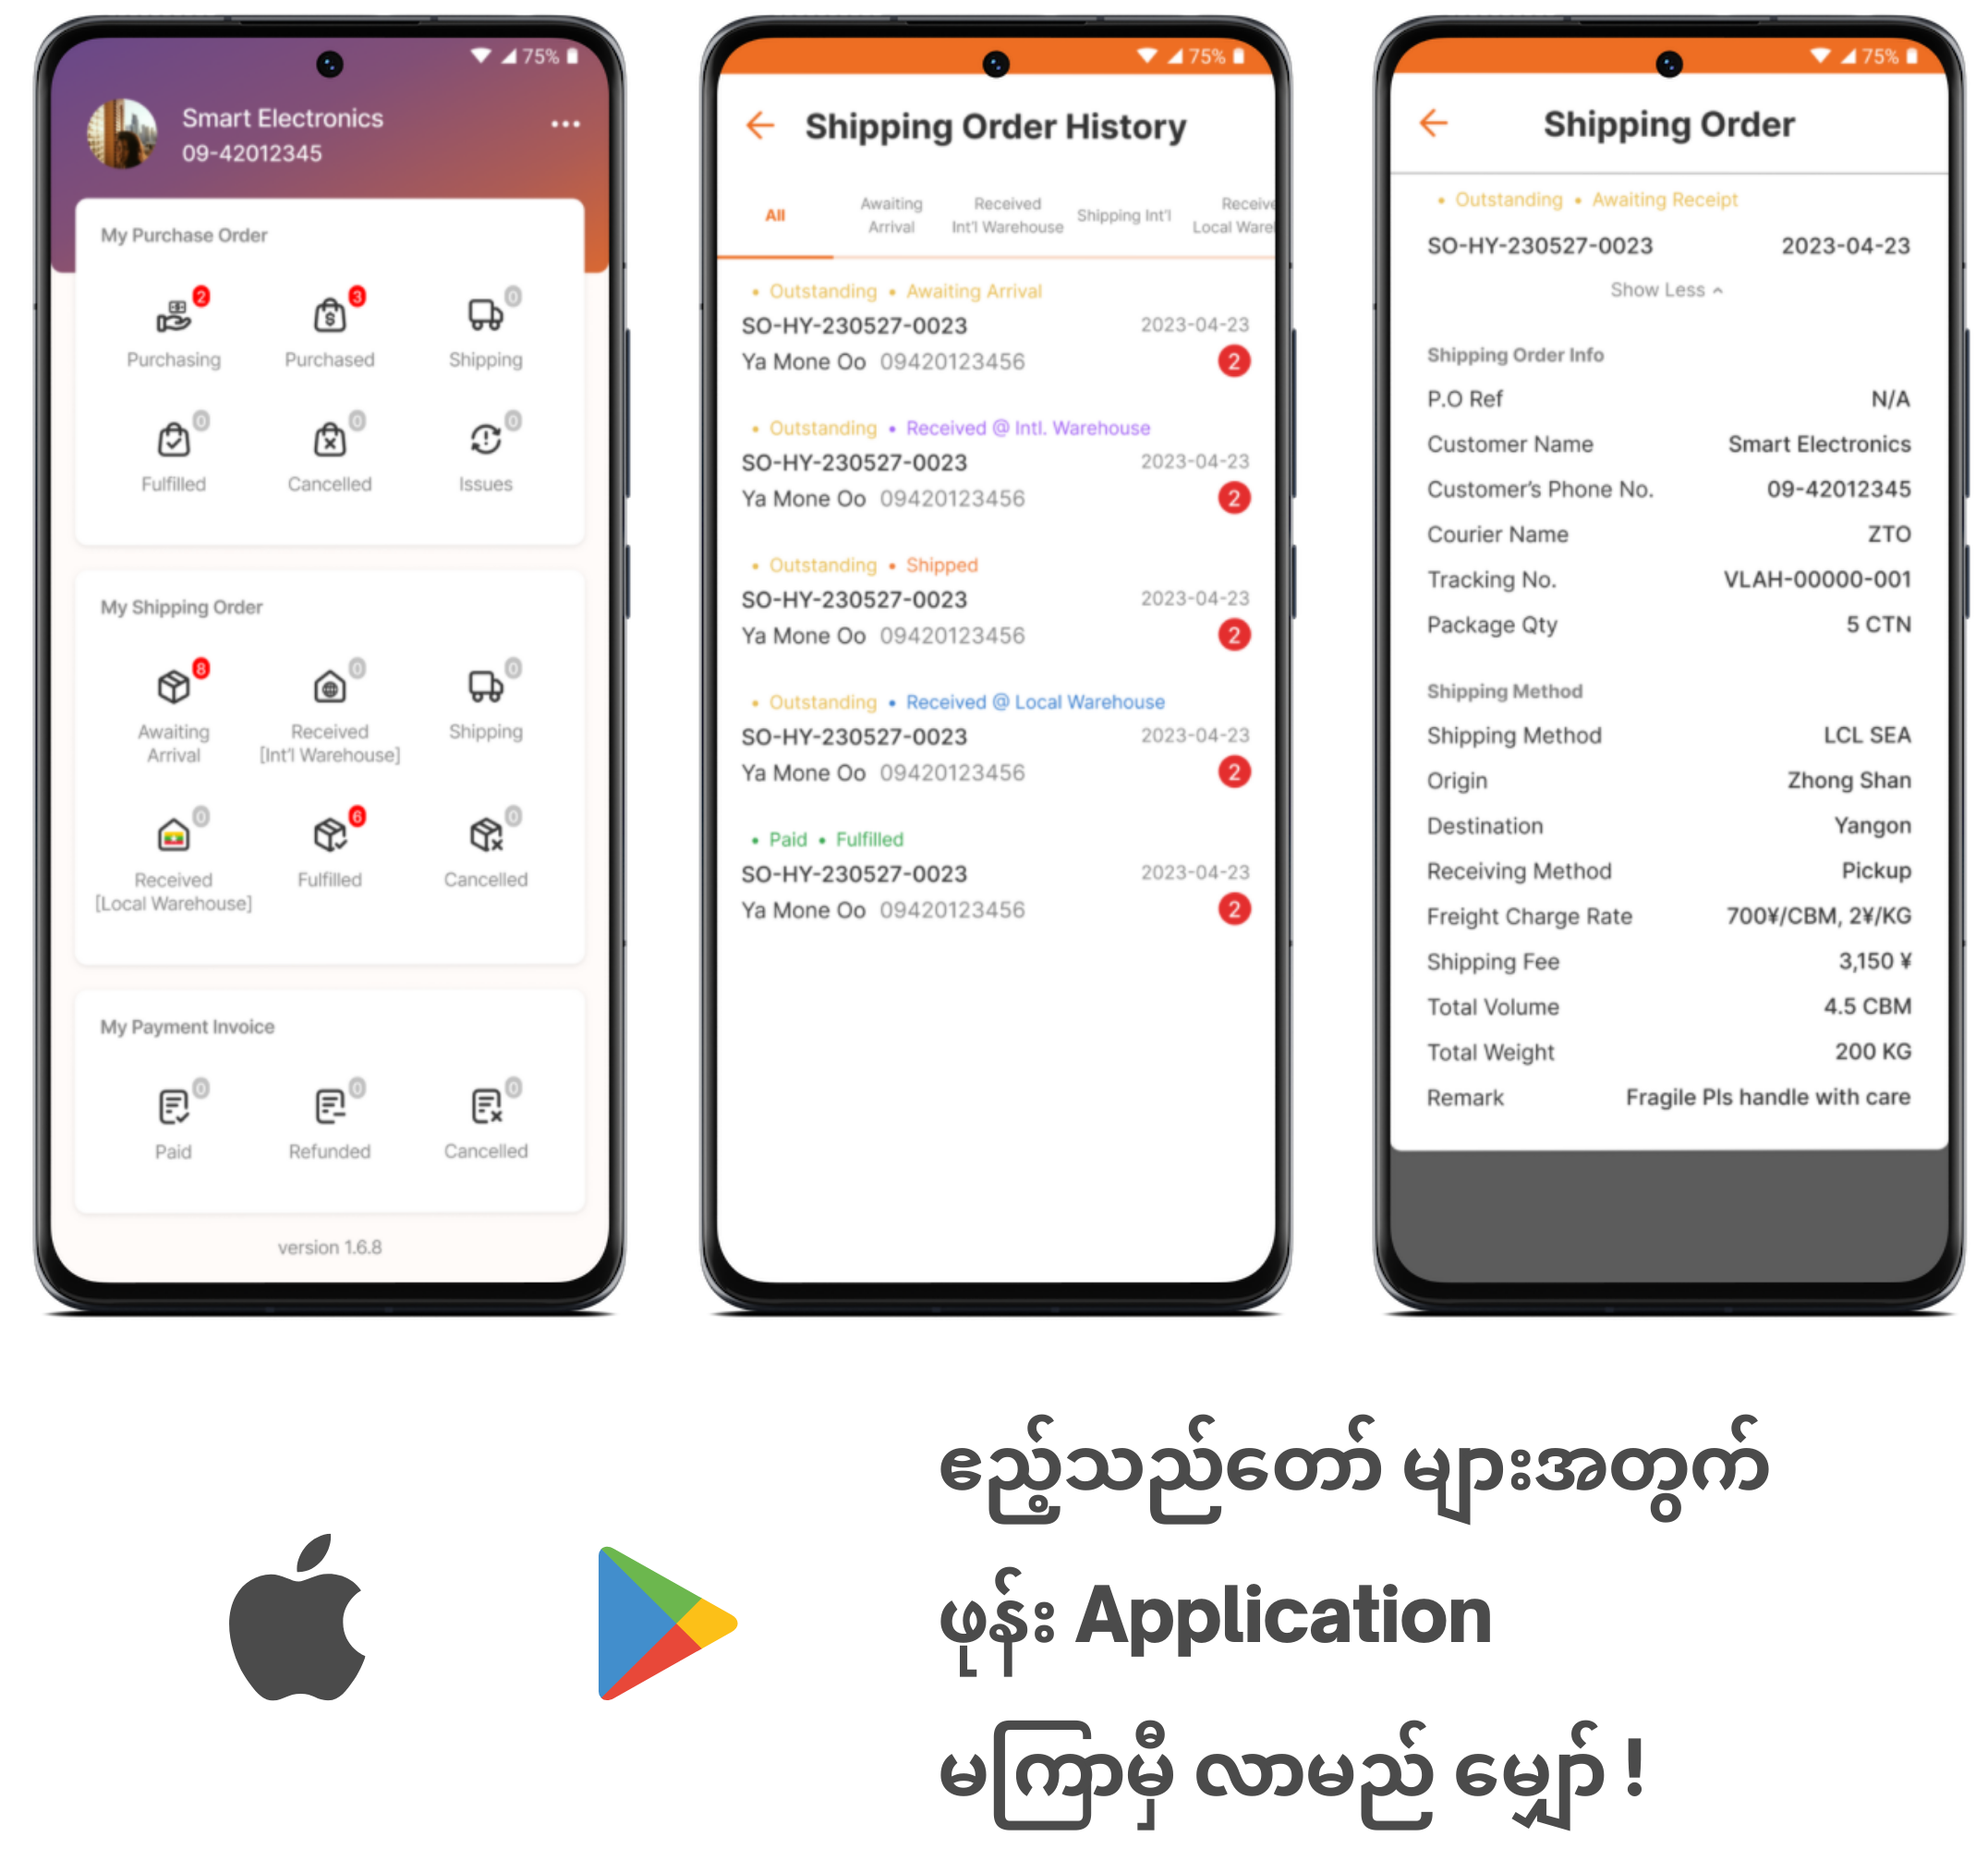 75%
Smart Electronics
09-42012345
My Purchase Order
2
3
0
Purchasing
Purchased
Shipping
0
0
0
Fulfilled
Cancelled
Issues
My Shipping Order
8
0
0
Awaiting
Arrival
Received
[Int'l Warehouse]
Shipping
0
6
0
Received
[Local Warehouse]
Fulfilled
Cancelled
My Payment Invoice
0
0
0
Paid
Refunded
Cancelled
version 1.6.8
75%
Shipping Order History
All
Awaiting
Arrival
Received
Int'l Warehouse
Shipping Int'l
Receive
Local Ware
• Outstanding • Awaiting Arrival
SO-HY-230527-0023 2023-04-23
Ya Mone Oo 09420123456 2
• Outstanding • Received @ Intl. Warehouse
SO-HY-230527-0023 2023-04-23
Ya Mone Oo 09420123456 2
• Outstanding • Shipped
SO-HY-230527-0023 2023-04-23
Ya Mone Oo 09420123456 2
• Outstanding • Received @ Local Warehouse
SO-HY-230527-0023 2023-04-23
Ya Mone Oo 09420123456 2
• Paid • Fulfilled
SO-HY-230527-0023 2023-04-23
Ya Mone Oo 09420123456 2
75%
Shipping Order
• Outstanding • Awaiting Receipt
SO-HY-230527-0023 2023-04-23
Show Less
Shipping Order Info
P.O Ref N/A
Customer Name Smart Electronics
Customer's Phone No. 09-42012345
Courier Name ZTO
Tracking No. VLAH-00000-001
Package Qty 5 CTN
Shipping Method
Shipping Method LCL SEA
Origin Zhong Shan
Destination Yangon
Receiving Method Pickup
Freight Charge Rate 700¥/CBM, 2¥/KG
Shipping Fee 3,150 ¥
Total Volume 4.5 CBM
Total Weight 200 KG
Remark Fragile Pls handle with care
ဧည့်သည်တော် များအတွက်
ဖုန်း Application
မကြာမှီ လာမည် မျှော် !